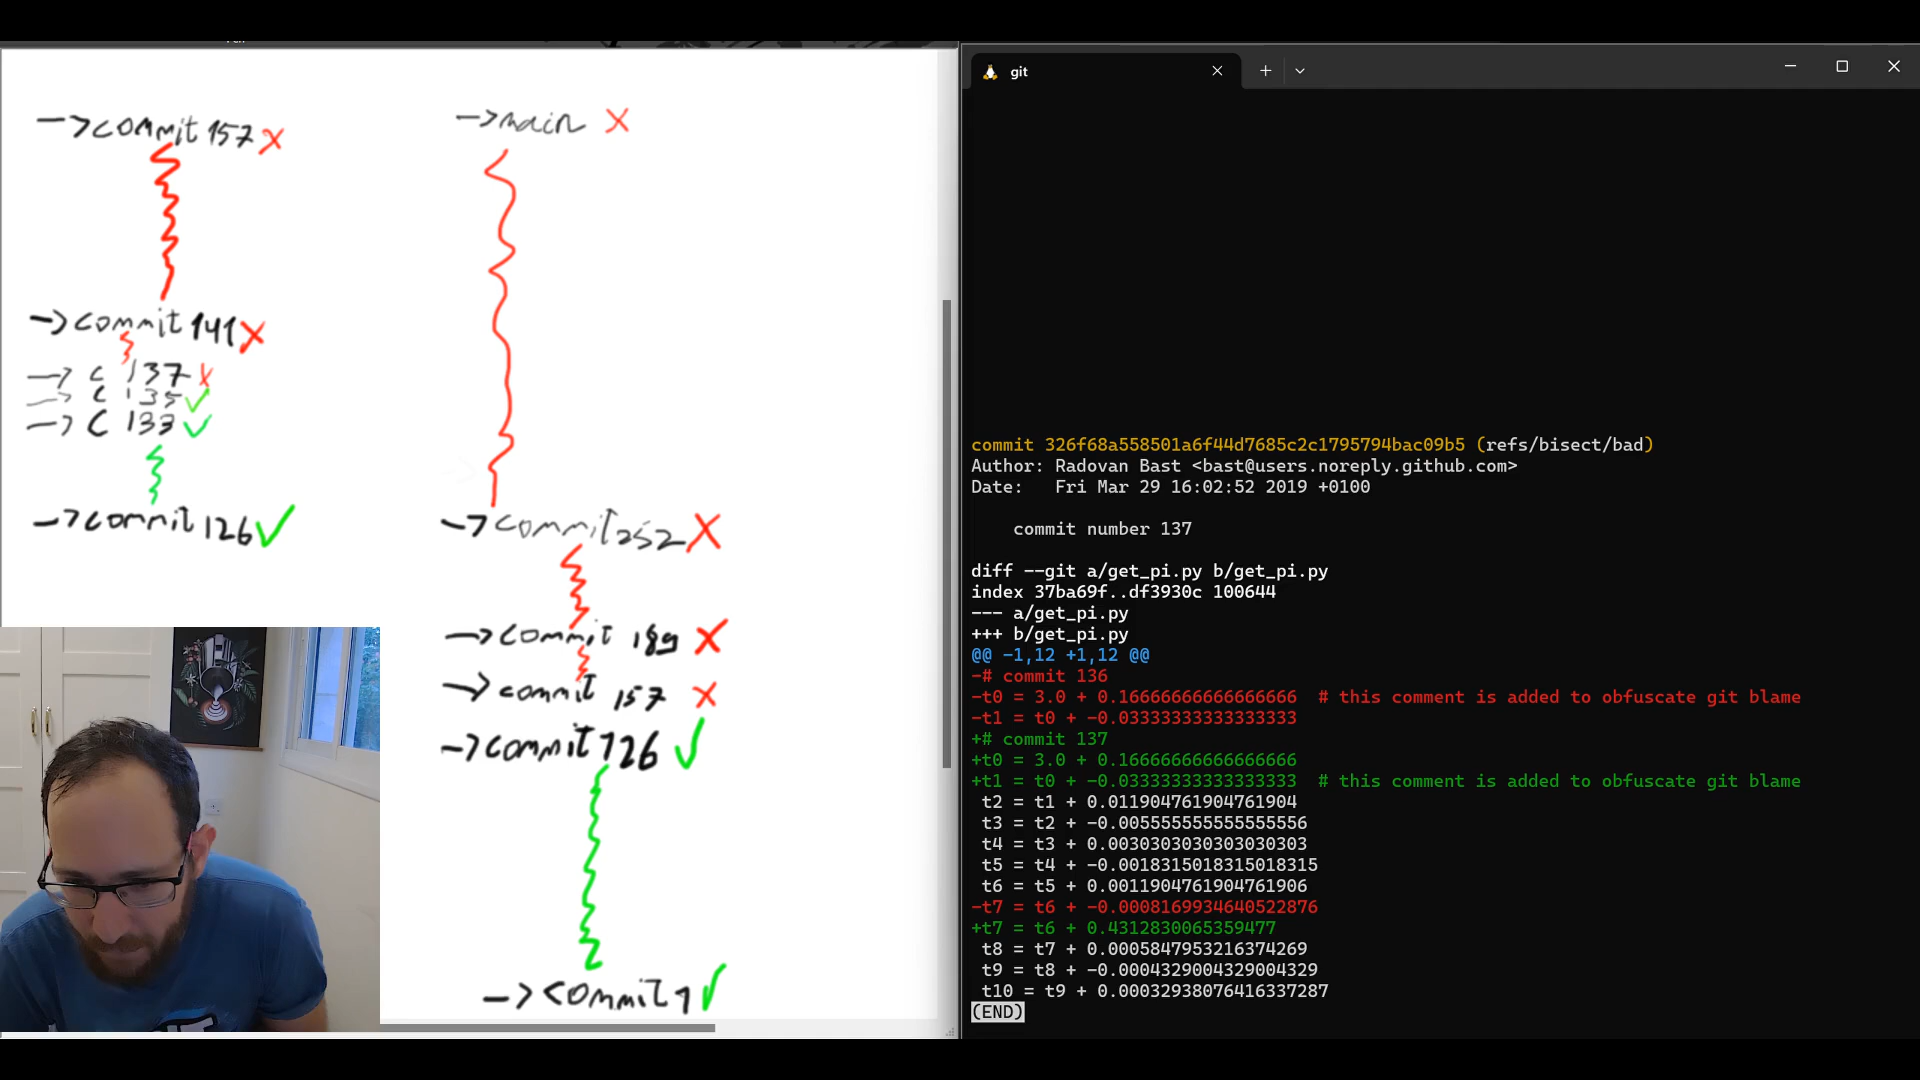 ->commit 157 X
->commit 141 X
-> C 137 X
-> C 135 ✓
-> C 133 ✓
->commit 126 ✓
->main X
->commit 252 X
->commit 189 X
->commit 157 X
->commit 126 ✓
->commit 1 ✓
git
commit 326f68a558501a6f44d7685c2c1795794bac09b5 (refs/bisect/bad)
Author: Radovan Bast <bast@users.noreply.github.com>
Date:   Fri Mar 29 16:02:52 2019 +0100
commit number 137
diff --git a/get_pi.py b/get_pi.py
index 37ba69f..df3930c 100644
--- a/get_pi.py
+++ b/get_pi.py
@@ -1,12 +1,12 @@
-# commit 136
-t0 = 3.0 + 0.16666666666666666  # this comment is added to obfuscate git blame
-t1 = t0 + -0.03333333333333333
+# commit 137
+t0 = 3.0 + 0.16666666666666666
+t1 = t0 + -0.03333333333333333  # this comment is added to obfuscate git blame
t2 = t1 + 0.011904761904761904
t3 = t2 + -0.005555555555555556
t4 = t3 + 0.0030303030303030303
t5 = t4 + -0.0018315018315018315
t6 = t5 + 0.0011904761904761906
-t7 = t6 + -0.0008169934640522876
+t7 = t6 + 0.4312830065359477
t8 = t7 + 0.0005847953216374269
t9 = t8 + -0.0004329004329004329
t10 = t9 + 0.00032938076416337287
(END)